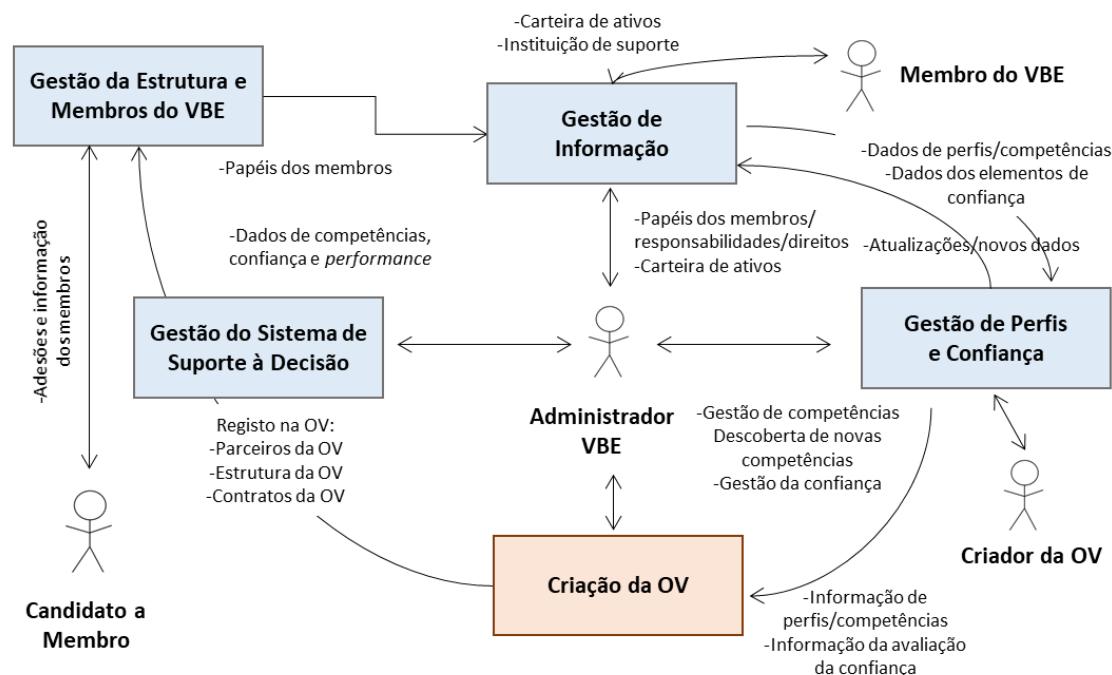 -Carteira de ativos
-Instituição de suporte
Gestão da Estrutura e
Membros do VBE
Membro do VBE
Gestão de
Informação
-Papéis dos membros
-Dados de perfis/competências
-Dados dos elementos de
confiança
-Atualizações/novos dados
-Papéis dos membros/
responsabilidades/direitos
-Carteira de ativos
-Dados de competências,
confiança e performance
-Adesões e informação
dos membros
Gestão do Sistema de
Suporte à Decisão
Gestão de Perfis
e Confiança
Administrador
VBE
Registo na OV:
-Parceiros da OV
-Estrutura da OV
-Contratos da OV
-Gestão de competências
Descoberta de novas
competências
-Gestão da confiança
Criador da OV
Candidato a
Membro
Criação da OV
-Informação de
perfis/competências
-Informação da avaliação
da confiança